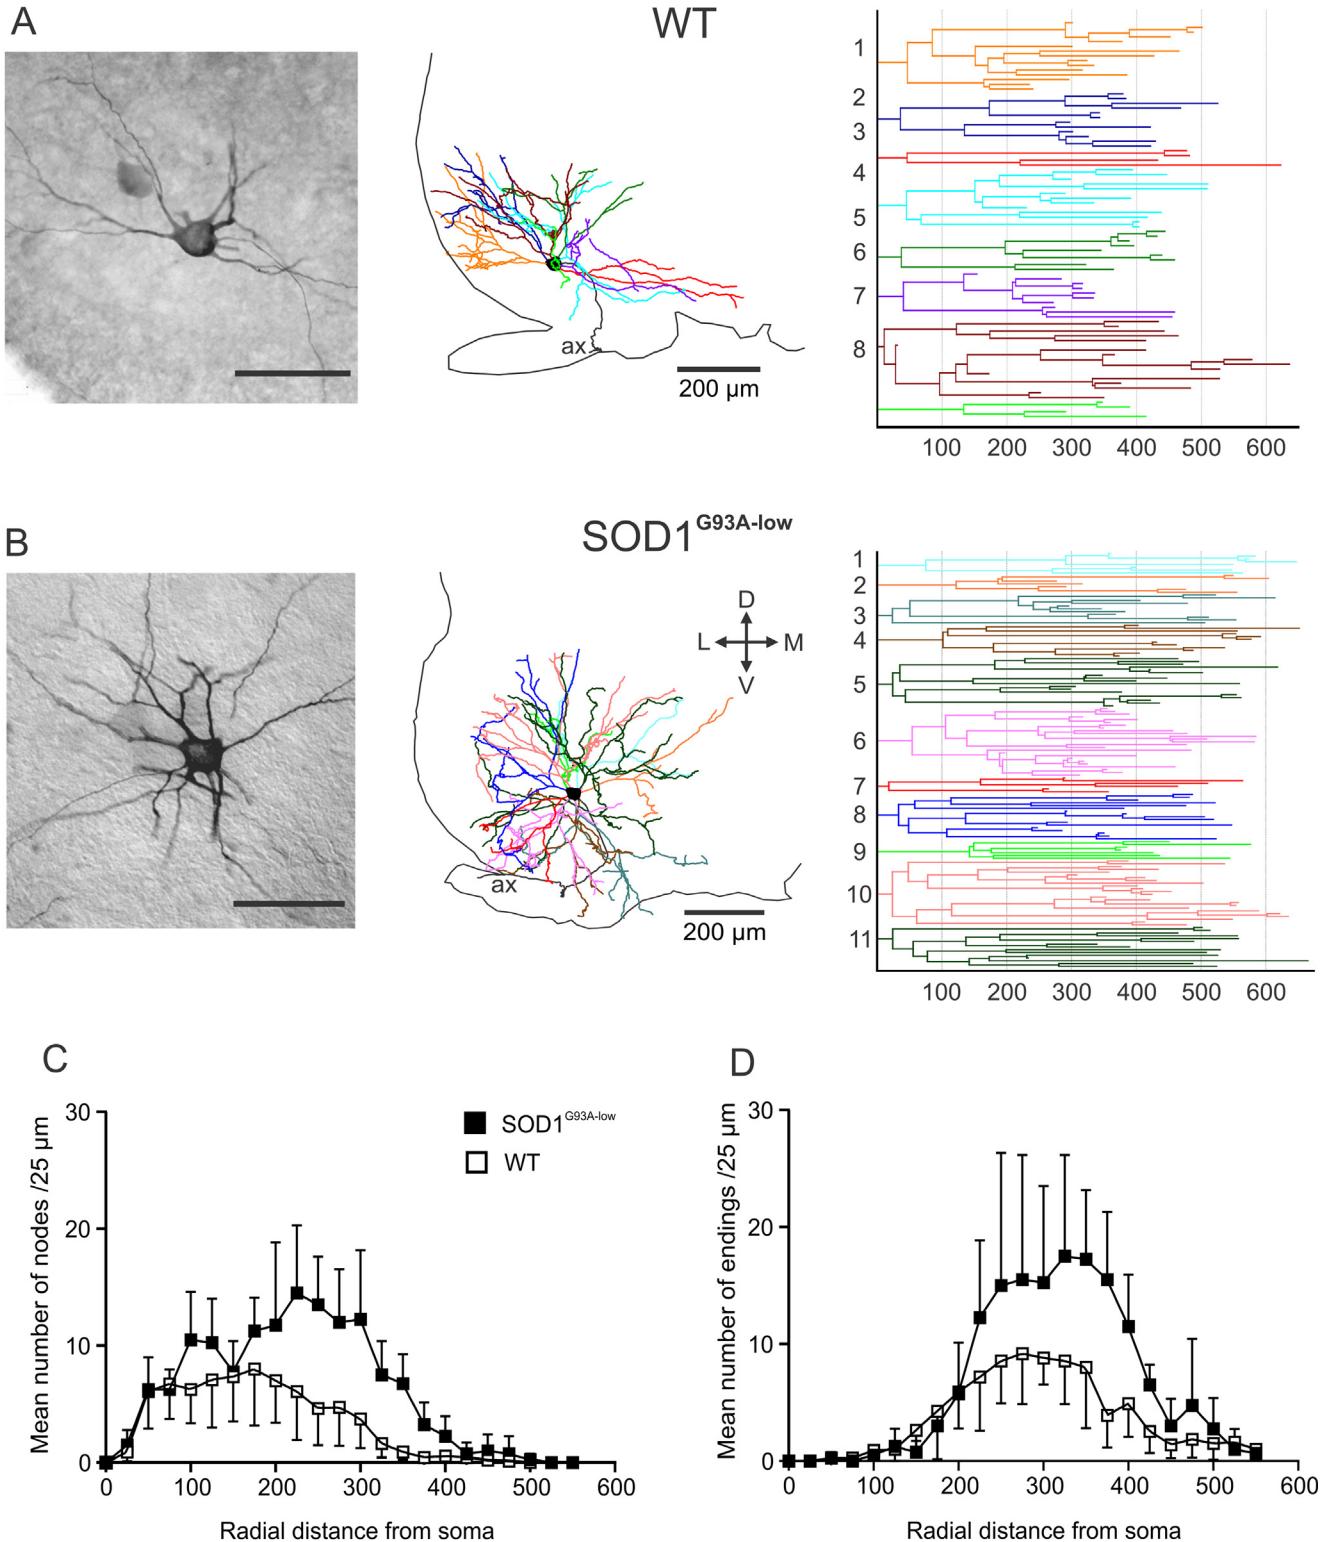 A
WT
1
2
3
4
5
6
7
8
ax
200 µm
100 200 300 400 500 600
B
SOD1G93A-low
D
L M
V
1
2
3
4
5
6
7
8
9
10
11
ax
200 µm
100 200 300 400 500 600
C
Mean number of nodes /25 µm
30
20
10
0
SOD1G93A-low
WT
0 100 200 300 400 500 600
Radial distance from soma
D
Mean number of endings /25 µm
30
20
10
0
0 100 200 300 400 500 600
Radial distance from soma